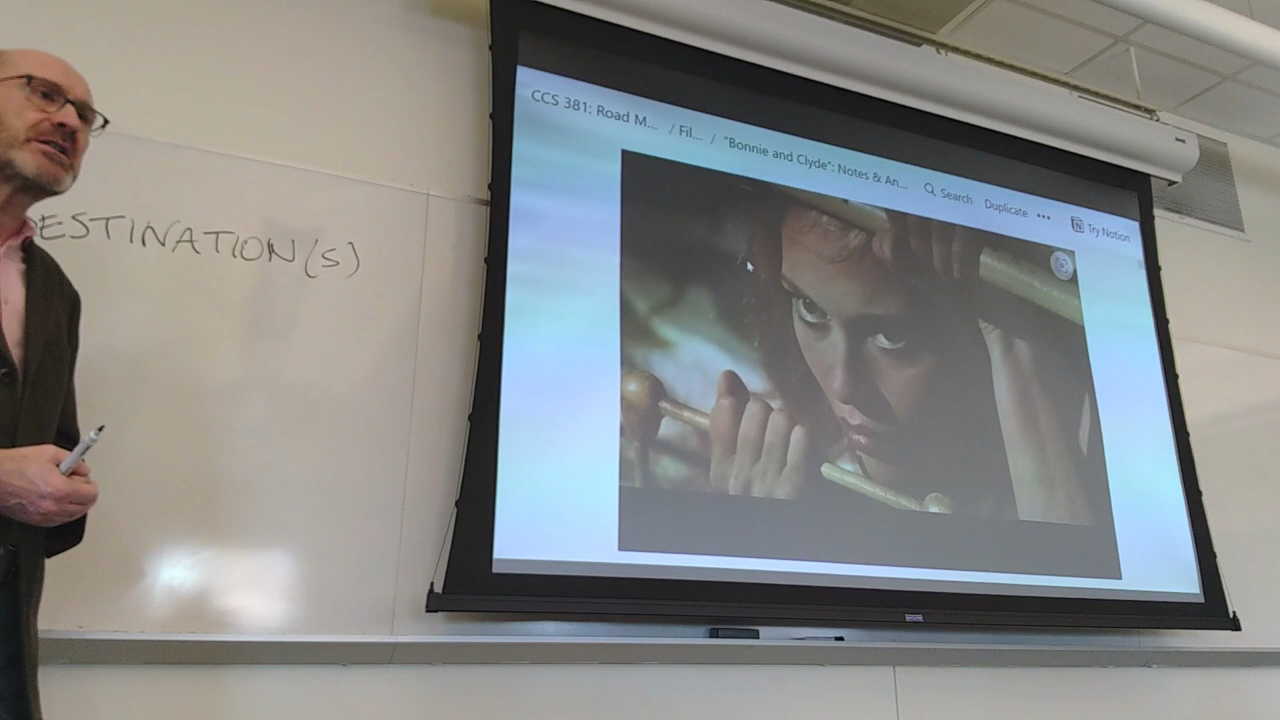 ESTINATION(S)
CCS 381: Road M... / Fil... / "Bonnie and Clyde": Notes & An... Search Duplicate ••• Try Notion